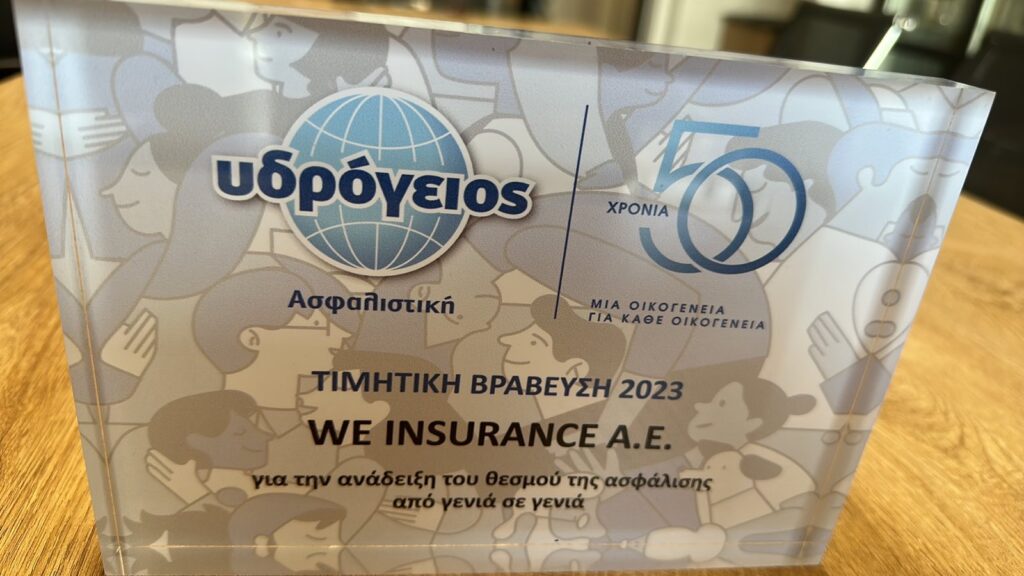 υδρόγειος
Ασφαλιστική
50
ΧΡΟΝΙΑ
ΜΙΑ ΟΙΚΟΓΕΝΕΙΑ
ΓΙΑ ΚΑΘΕ ΟΙΚΟΓΕΝΕΙΑ
ΤΙΜΗΤΙΚΗ ΒΡΑΒΕΥΣΗ 2023
WE INSURANCE A.E.
για την ανάδειξη του θεσμού της ασφάλισης
από γενιά σε γενιά